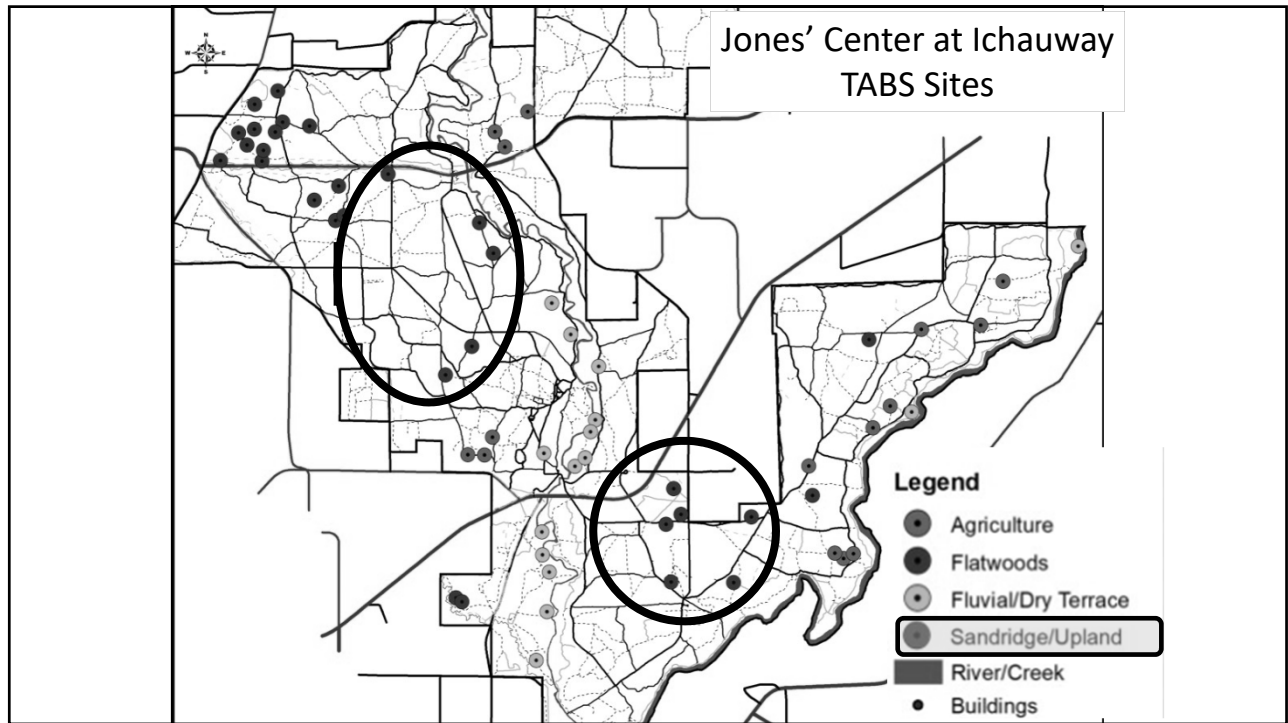 Jones’ Center at Ichauway
TABS Sites
N
W E
S
Legend
Agriculture
Flatwoods
Fluvial/Dry Terrace
Sandridge/Upland
River/Creek
Buildings